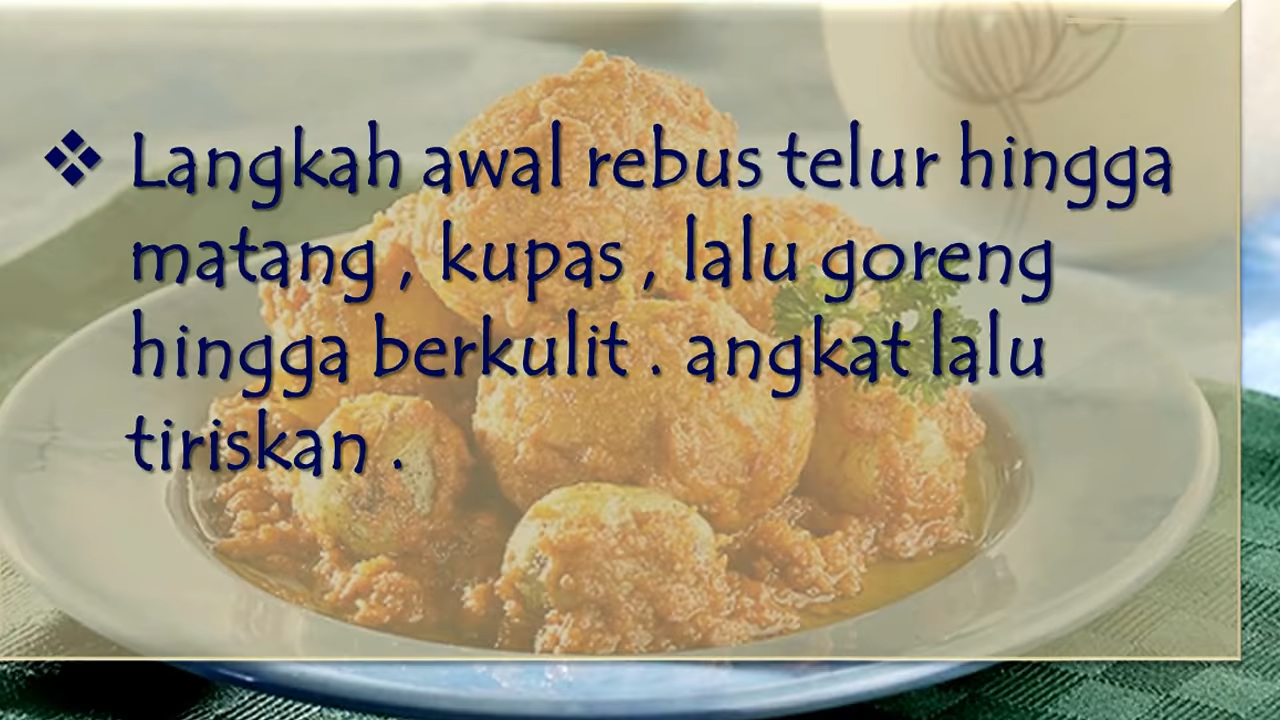 ❖ Langkah awal rebus telur hingga
matang , kupas , lalu goreng
hingga berkulit . angkat lalu
tiriskan .